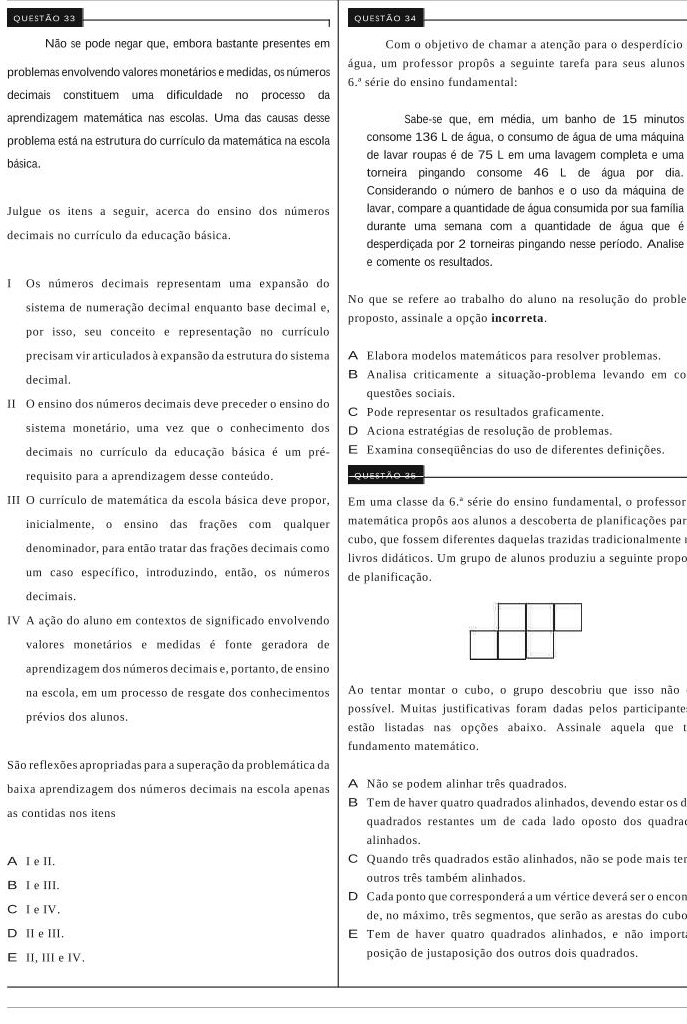 QUESTÃO 33
Não se pode negar que, embora bastante presentes em
problemas envolvendo valores monetários e medidas, os números
decimais constituem uma dificuldade no processo da
aprendizagem matemática nas escolas. Uma das causas desse
problema está na estrutura do currículo da matemática na escola
básica.
Julgue os itens a seguir, acerca do ensino dos números
decimais no currículo da educação básica.
I Os números decimais representam uma expansão do
sistema de numeração decimal enquanto base decimal e,
por isso, seu conceito e representação no currículo
precisam vir articulados à expansão da estrutura do sistema
decimal.
II O ensino dos números decimais deve preceder o ensino do
sistema monetário, uma vez que o conhecimento dos
decimais no currículo da educação básica é um pré-
requisito para a aprendizagem desse conteúdo.
III O currículo de matemática da escola básica deve propor,
inicialmente, o ensino das frações com qualquer
denominador, para então tratar das frações decimais como
um caso específico, introduzindo, então, os números
decimais.
IV A ação do aluno em contextos de significado envolvendo
valores monetários e medidas é fonte geradora de
aprendizagem dos números decimais e, portanto, de ensino
na escola, em um processo de resgate dos conhecimentos
prévios dos alunos.
São reflexões apropriadas para a superação da problemática da
baixa aprendizagem dos números decimais na escola apenas
as contidas nos itens
A I e II.
B I e III.
C I e IV.
D II e III.
E II, III e IV.
QUESTÃO 34
Com o objetivo de chamar a atenção para o desperdício
água, um professor propôs a seguinte tarefa para seus alunos
6.ª série do ensino fundamental:
Sabe-se que, em média, um banho de 15 minutos
consome 136 L de água, o consumo de água de uma máquina
de lavar roupas é de 75 L em uma lavagem completa e uma
torneira pingando consome 46 L de água por dia.
Considerando o número de banhos e o uso da máquina de
lavar, compare a quantidade de água consumida por sua família
durante uma semana com a quantidade de água que é
desperdiçada por 2 torneiras pingando nesse período. Analise
e comente os resultados.
No que se refere ao trabalho do aluno na resolução do proble
proposto, assinale a opção incorreta.
A Elabora modelos matemáticos para resolver problemas.
B Analisa criticamente a situação-problema levando em co
questões sociais.
C Pode representar os resultados graficamente.
D Aciona estratégias de resolução de problemas.
E Examina conseqüências do uso de diferentes definições.
QUESTÃO 35
Em uma classe da 6.ª série do ensino fundamental, o professor
matemática propôs aos alunos a descoberta de planificações par
cubo, que fossem diferentes daquelas trazidas tradicionalmente
livros didáticos. Um grupo de alunos produziu a seguinte propo
de planificação.
Ao tentar montar o cubo, o grupo descobriu que isso não
possível. Muitas justificativas foram dadas pelos participantes
estão listadas nas opções abaixo. Assinale aquela que t
fundamento matemático.
A Não se podem alinhar três quadrados.
B Tem de haver quatro quadrados alinhados, devendo estar os d
quadrados restantes um de cada lado oposto dos quadrad
alinhados.
C Quando três quadrados estão alinhados, não se pode mais ter
outros três também alinhados.
D Cada ponto que corresponderá a um vértice deverá ser o encon
de, no máximo, três segmentos, que serão as arestas do cubo
E Tem de haver quatro quadrados alinhados, e não importa
posição de justaposição dos outros dois quadrados.